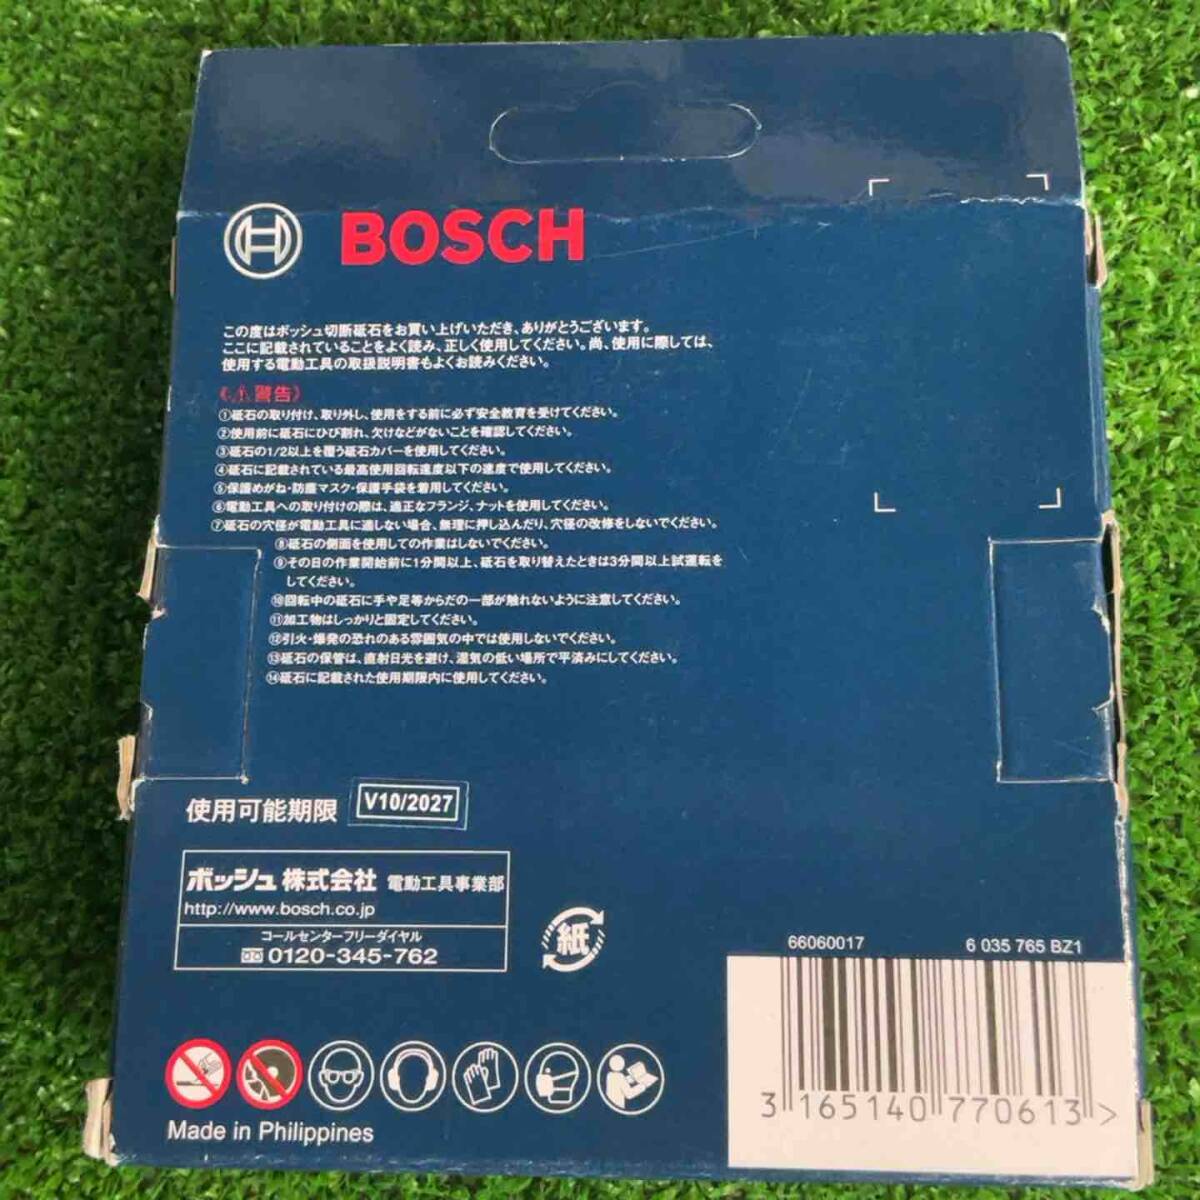 BOSCH
この度はボッシュ切断砥石をお買い上げいただき、ありがとうございます。
ここに記載されていることをよく読み、正しく使用してください。尚、使用に際しては、
使用する電動工具の取扱説明書もよくお読みください。
《⚠警告》
①砥石の取り付け、取り外し、使用をする前に必ず安全教育を受けてください。
②使用前に砥石にひび割れ、欠けなどがないことを確認してください。
③砥石の1/2以上を覆う砥石カバーを使用してください。
④砥石に記載されている最高使用回転速度以下の速度で使用してください。
⑤保護めがね・防塵マスク・保護手袋を着用してください。
⑥電動工具への取り付けの際は、適正なフランジ、ナットを使用してください。
⑦砥石の穴径が電動工具に適しない場合、無理に押し込んだり、穴径の改修をしないでください。
⑧砥石の側面を使用しての作業はしないでください。
⑨その日の作業開始前に1分間以上、砥石を取り替えたときは3分間以上試運転を
してください。
⑩回転中の砥石に手や足等からだの一部が触れないように注意してください。
⑪加工物はしっかりと固定してください。
⑫引火・爆発の恐れのある雰囲気の中では使用しないでください。
⑬砥石の保管は、直射日光を避け、湿気の低い場所で平済みにしてください。
⑭砥石に記載された使用期限内に使用してください。
使用可能期限 V10/2027
ボッシュ株式会社 電動工具事業部
http://www.bosch.co.jp
コールセンターフリーダイヤル
0120-345-762
紙
66060017 6 035 765 BZ1
3 165140 770613 >
Made in Philippines